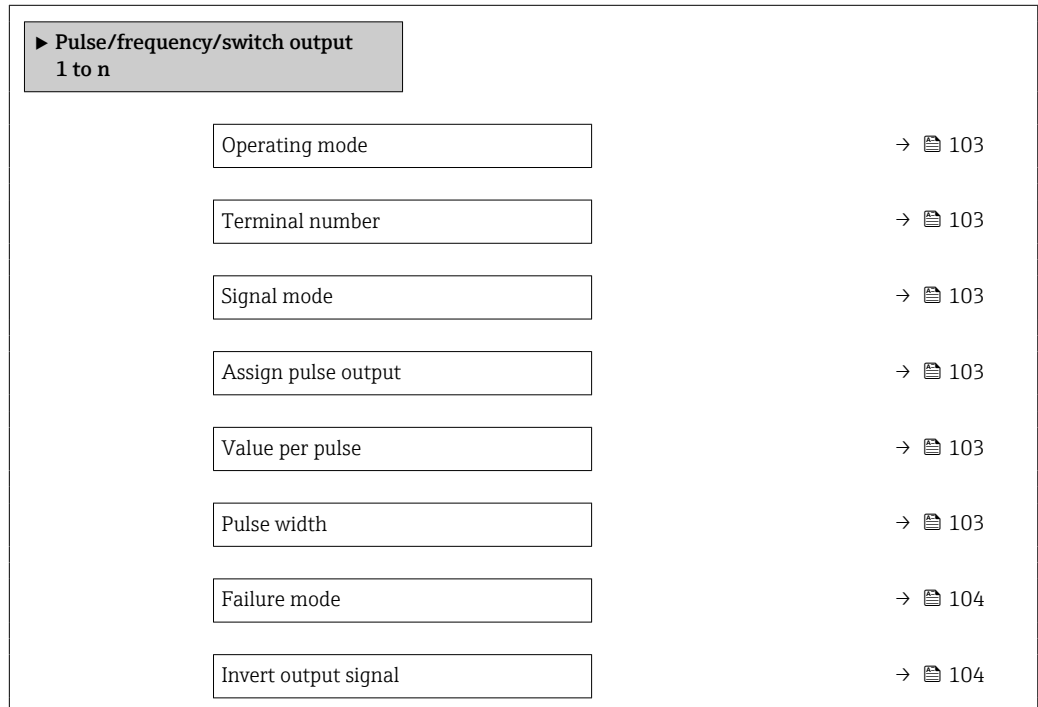 ▶ Pulse/frequency/switch output
1 to n
Operating mode → 103
Terminal number → 103
Signal mode → 103
Assign pulse output → 103
Value per pulse → 103
Pulse width → 103
Failure mode → 104
Invert output signal → 104